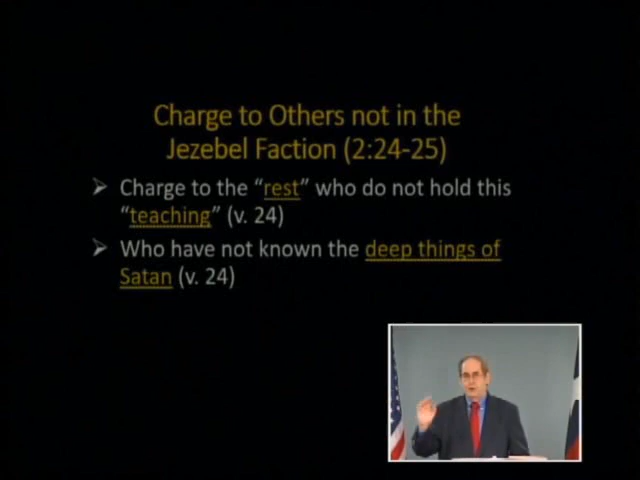 Charge to Others not in the
Jezebel Faction (2:24-25)
➢ Charge to the “rest” who do not hold this
“teaching” (v. 24)
➢ Who have not known the deep things of
Satan (v. 24)